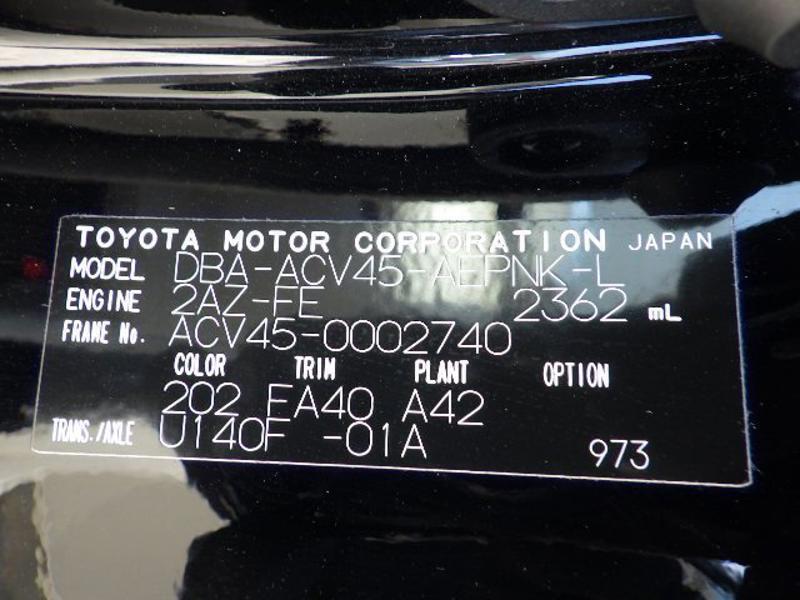 TOYOTA MOTOR CORPORATION JAPAN
MODEL DBA-ACV45-AEPNK-L
ENGINE 2AZ-FE 2362 mL
FRAME No. ACV45-0002740
COLOR TRIM PLANT OPTION
202 FA40 A42
TRANS./AXLE U140F -01A 973